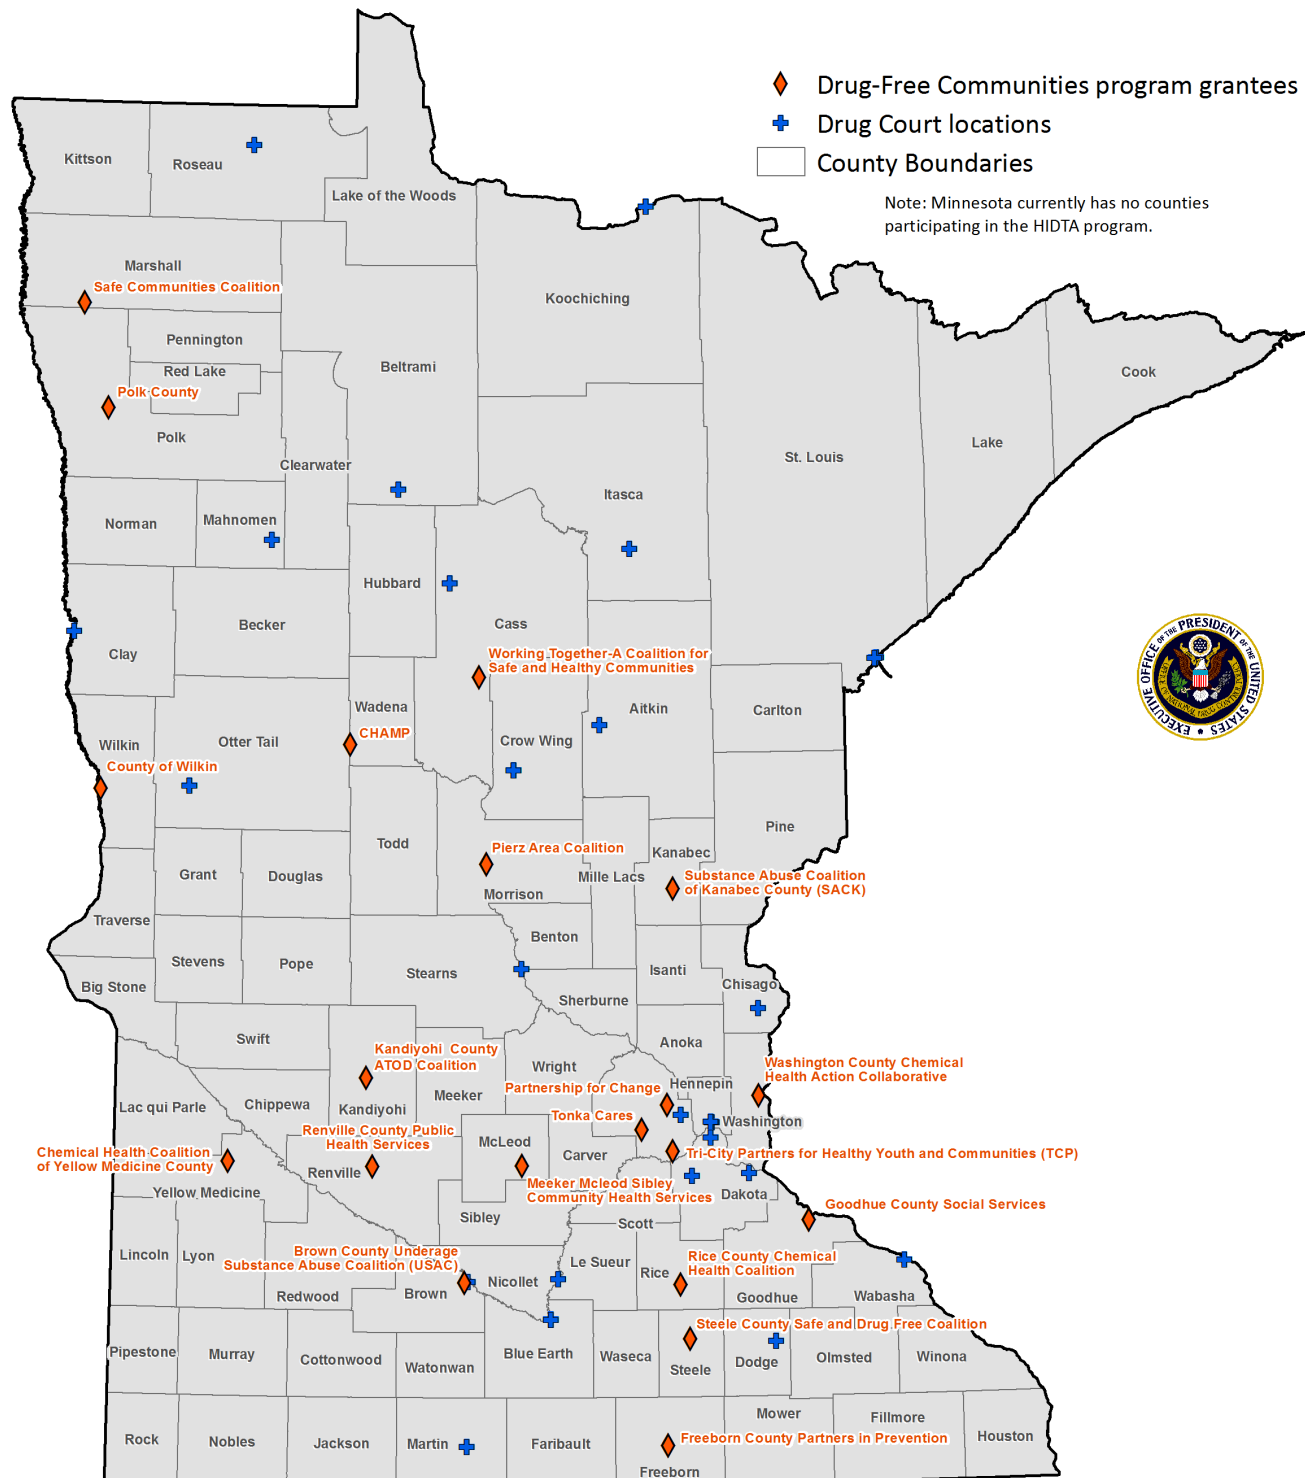 Drug-Free Communities program grantees
Drug Court locations
County Boundaries
Note: Minnesota currently has no counties
participating in the HIDTA program.
Kittson
Roseau
Lake of the Woods
Marshall
Safe Communities Coalition
Koochiching
Pennington
Red Lake
Beltrami
Cook
Polk County
Polk
Lake
St. Louis
Clearwater
Itasca
Norman
Mahnomen
Hubbard
Cass
Becker
Clay
Working Together-A Coalition for
Safe and Healthy Communities
EXECUTIVE OFFICE OF THE PRESIDENT OF THE UNITED STATES
Wadena
Aitkin
Carlton
CHAMP
Crow Wing
Otter Tail
Wilkin
County of Wilkin
Pine
Todd
Pierz Area Coalition
Kanabec
Grant
Douglas
Mille Lacs
Substance Abuse Coalition
of Kanabec County (SACK)
Morrison
Traverse
Benton
Stevens
Pope
Stearns
Isanti
Big Stone
Chisago
Sherburne
Swift
Anoka
Kandiyohi County
ATOD Coalition
Wright
Washington County Chemical
Health Action Collaborative
Partnership for Change
Hennepin
Meeker
Lac qui Parle
Chippewa
Kandiyohi
Tonka Cares
Washington
Renville County Public
Health Services
McLeod
Carver
Chemical Health Coalition
of Yellow Medicine County
Tri-City Partners for Healthy Youth and Communities (TCP)
Renville
Meeker Mcleod Sibley
Community Health Services
Yellow Medicine
Dakota
Goodhue County Social Services
Sibley
Scott
Lincoln
Lyon
Brown County Underage
Substance Abuse Coalition (USAC)
Le Sueur
Rice County Chemical
Health Coalition
Rice
Nicollet
Redwood
Brown
Goodhue
Wabasha
Steele County Safe and Drug Free Coalition
Pipestone
Murray
Cottonwood
Watonwan
Blue Earth
Waseca
Steele
Dodge
Olmsted
Winona
Rock
Nobles
Jackson
Martin
Faribault
Freeborn County Partners in Prevention
Mower
Fillmore
Houston
Freeborn